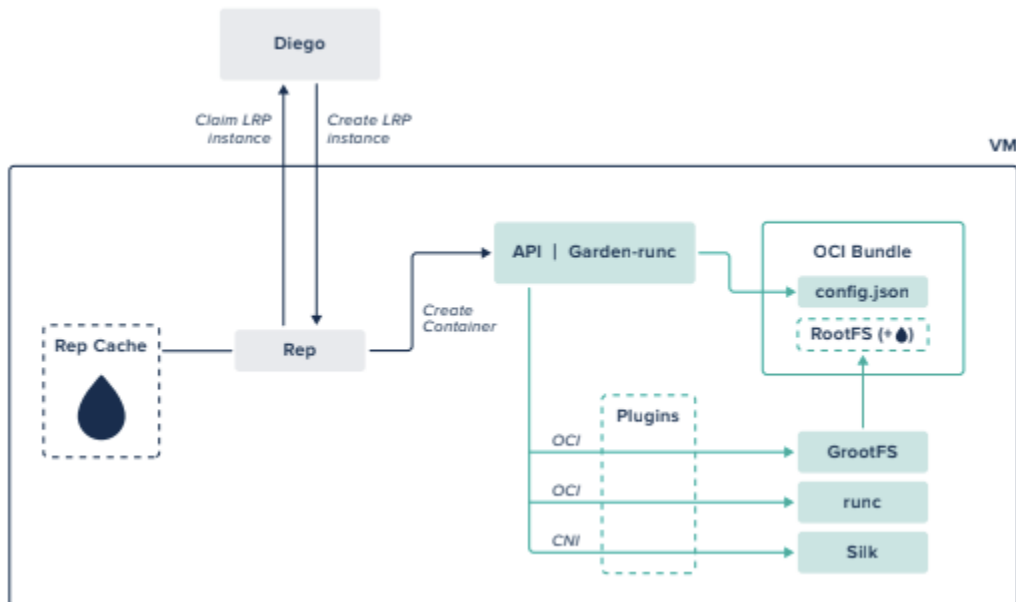 Diego
Claim LRP
instance
Create LRP
instance
VM
API | Garden-runc
OCI Bundle
config.json
RootFS (+)
Create
Container
Rep Cache
Rep
Plugins
OCI
GrootFS
OCI
runc
CNI
Silk